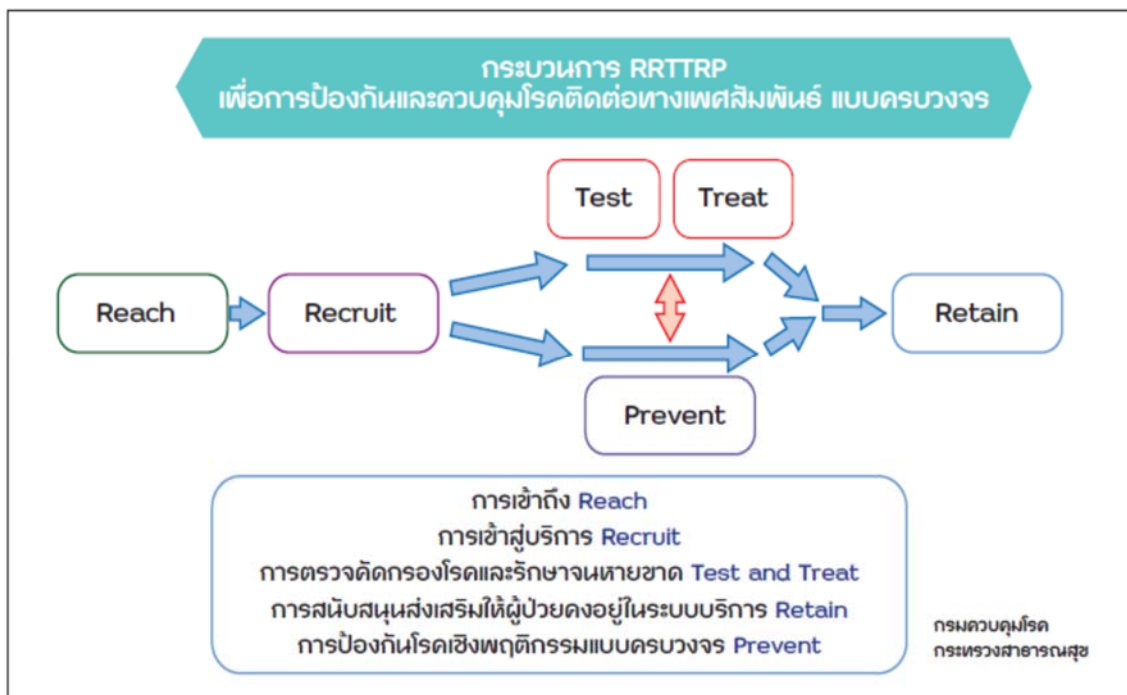 กระบวนการ RRTTRP
เพื่อการป้องกันและควบคุมโรคติดต่อทางเพศสัมพันธ์ แบบครบวงจร
Test
Treat
Reach
Recruit
Retain
Prevent
การเข้าถึง Reach
การเข้าสู่บริการ Recruit
การตรวจคัดกรองโรคและรักษาจนหายขาด Test and Treat
การสนับสนุนส่งเสริมให้ผู้ป่วยคงอยู่ในระบบบริการ Retain
การป้องกันโรคเชิงพฤติกรรมแบบครบวงจร Prevent
กรมควบคุมโรค
กระทรวงสาธารณสุข